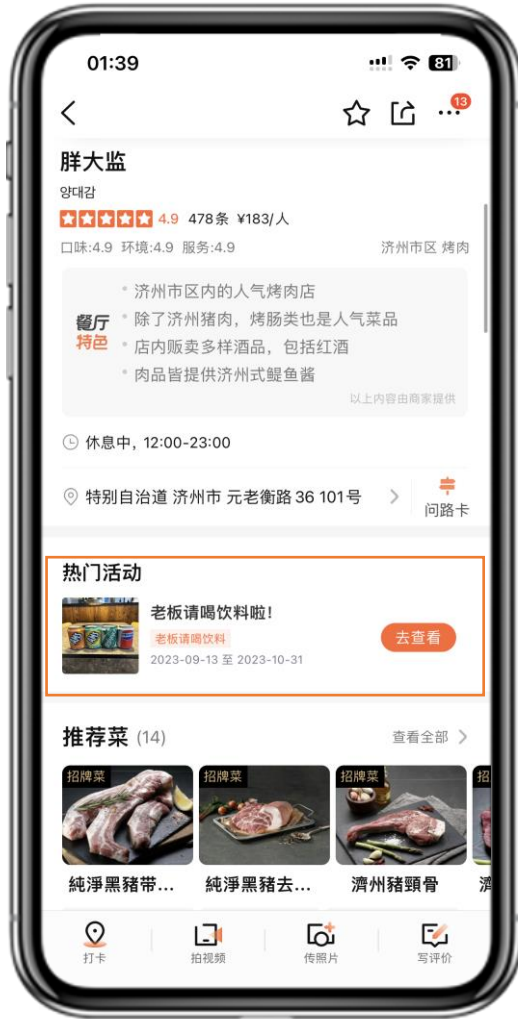 01:39
81
13
胖大监
양대감
4.9 478条 ¥183/人
口味:4.9 环境:4.9 服务:4.9 济州市区 烤肉
餐厅
特色
济州市区内的人气烤肉店
除了济州猪肉，烤肠类也是人气菜品
店内贩卖多样酒品，包括红酒
肉品皆提供济州式鳀鱼酱
以上内容由商家提供
休息中，12:00-23:00
特别自治道 济州市 元老衡路 36 101号
问路卡
热门活动
老板请喝饮料啦！
老板请喝饮料
2023-09-13 至 2023-10-31
去查看
推荐菜 (14) 查看全部
招牌菜 招牌菜 招牌菜 招
純淨黑豬带... 純淨黑豬去... 濟州豬頸骨 濟
打卡 拍视频 传照片 写评价